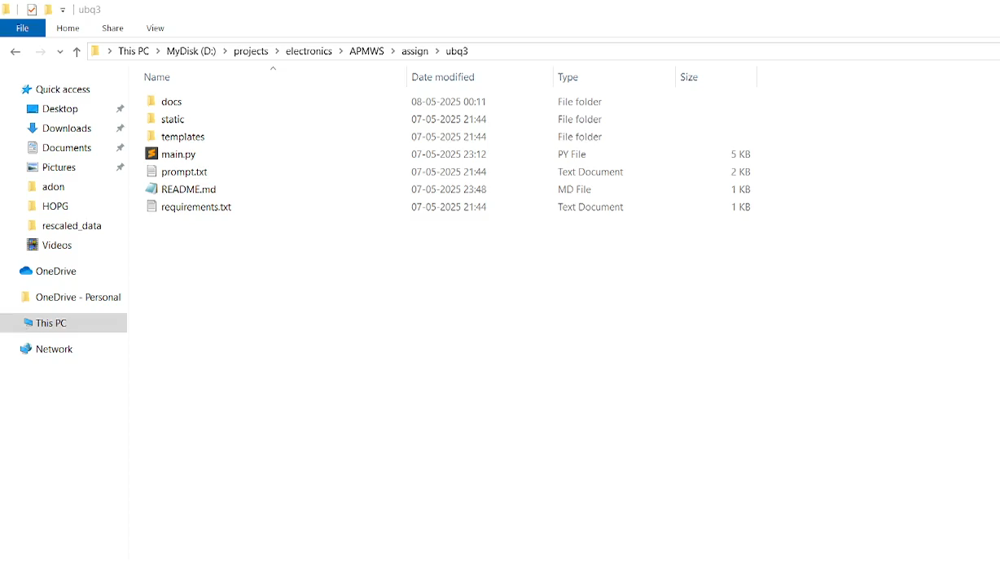 ubq3
File Home Share View
This PC MyDisk (D:) projects electronics APMWS assign ubq3
Name Date modified Type Size
Quick access
Desktop
Downloads
Documents
Pictures
adon
HOPG
rescaled_data
Videos
OneDrive
OneDrive - Personal
This PC
Network
docs 08-05-2025 00:11 File folder
static 07-05-2025 21:44 File folder
templates 07-05-2025 21:44 File folder
main.py 07-05-2025 23:12 PY File 5 KB
prompt.txt 07-05-2025 21:44 Text Document 2 KB
README.md 07-05-2025 23:48 MD File 1 KB
requirements.txt 07-05-2025 21:44 Text Document 1 KB